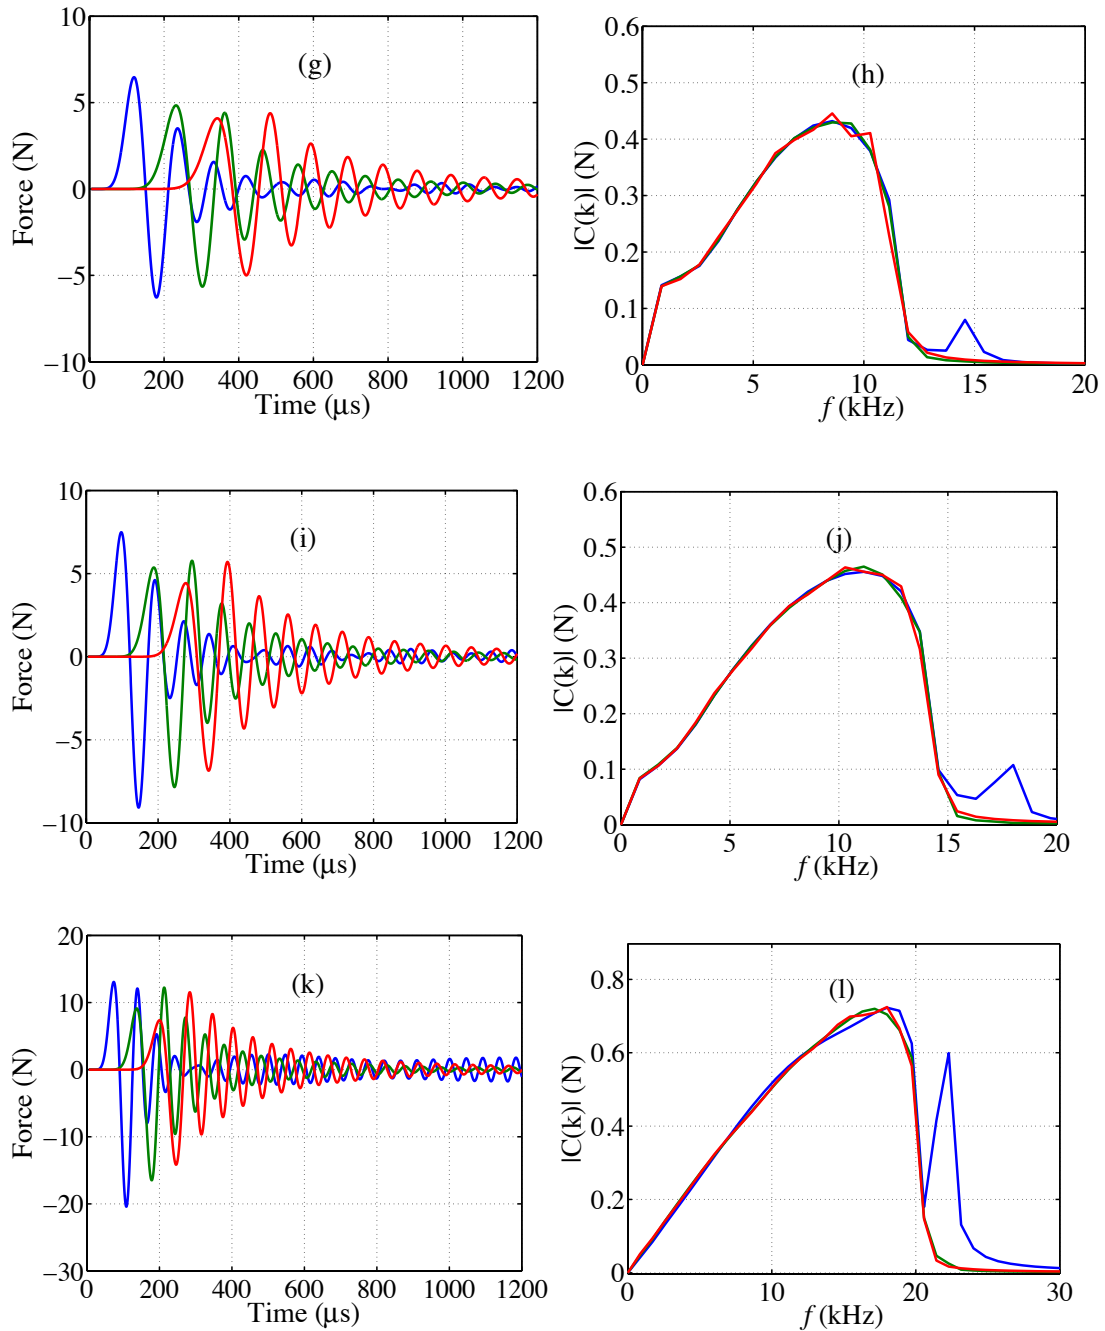 (g)
Force (N)
10
5
0
−5
−10
0 200 400 600 800 1000 1200
Time (μs)
(h)
|C(k)| (N)
0.6
0.5
0.4
0.3
0.2
0.1
0
0 5 10 15 20
f (kHz)
(i)
Force (N)
10
5
0
−5
−10
0 200 400 600 800 1000 1200
Time (μs)
(j)
|C(k)| (N)
0.6
0.5
0.4
0.3
0.2
0.1
0
0 5 10 15 20
f (kHz)
(k)
Force (N)
20
10
0
−10
−20
−30
0 200 400 600 800 1000 1200
Time (μs)
(l)
|C(k)| (N)
0.8
0.6
0.4
0.2
0
0 10 20 30
f (kHz)